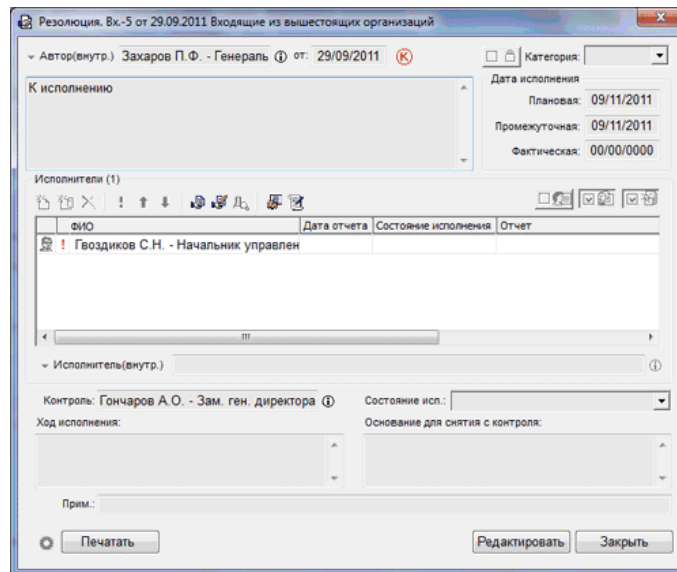 Резолюция. Вх.-5 от 29.09.2011 Входящие из вышестоящих организаций
Автор(внутр.) Захаров П.Ф. - Генераль от: 29/09/2011 К Категория:
К исполнению
Дата исполнения
Плановая: 09/11/2011
Промежуточная: 09/11/2011
Фактическая: 00/00/0000
Исполнители (1)
ФИО Дата отчета Состояние исполнения Отчет
! Гвоздиков С.Н. - Начальник управлен
Исполнитель(внутр.)
Контроль: Гончаров А.О. - Зам. ген. директора Состояние исп.:
Ход исполнения: Основание для снятия с контроля:
Прим.:
Печатать Редактировать Закрыть